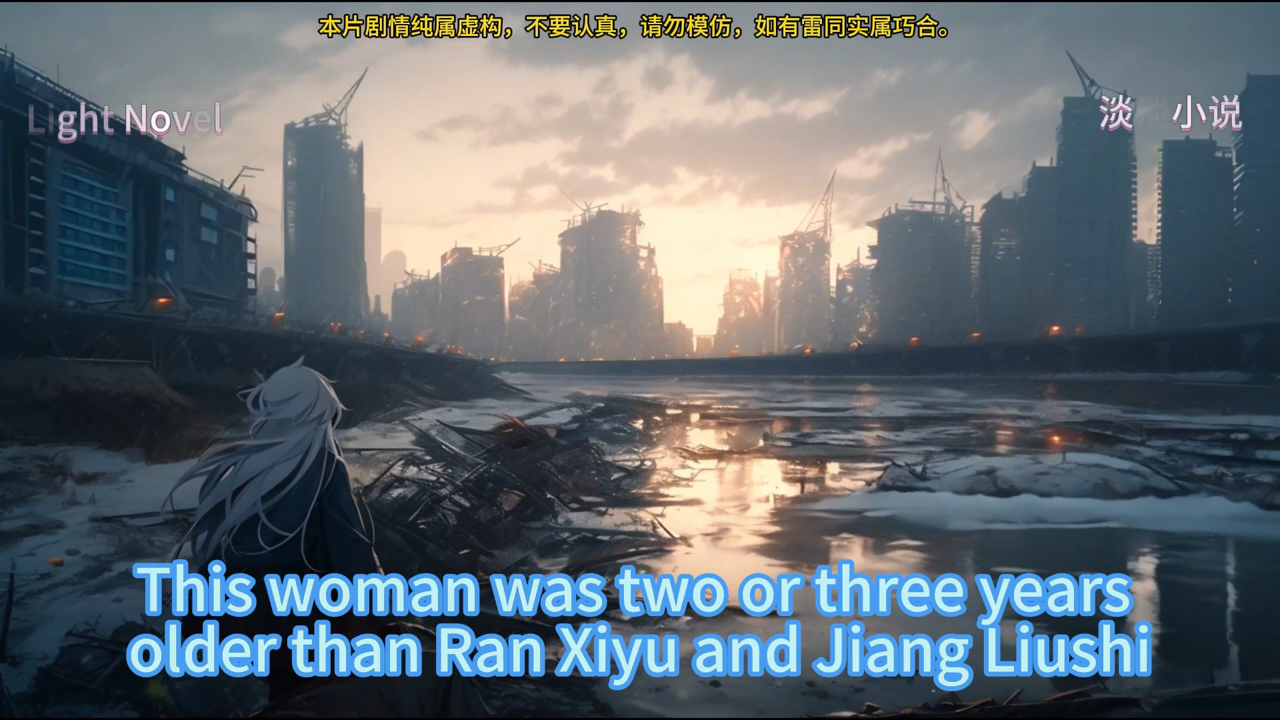 本片剧情纯属虚构，不要认真，请勿模仿，如有雷同实属巧合。
Light Novel
淡 小说
This woman was two or three years
older than Ran Xiyu and Jiang Liushi